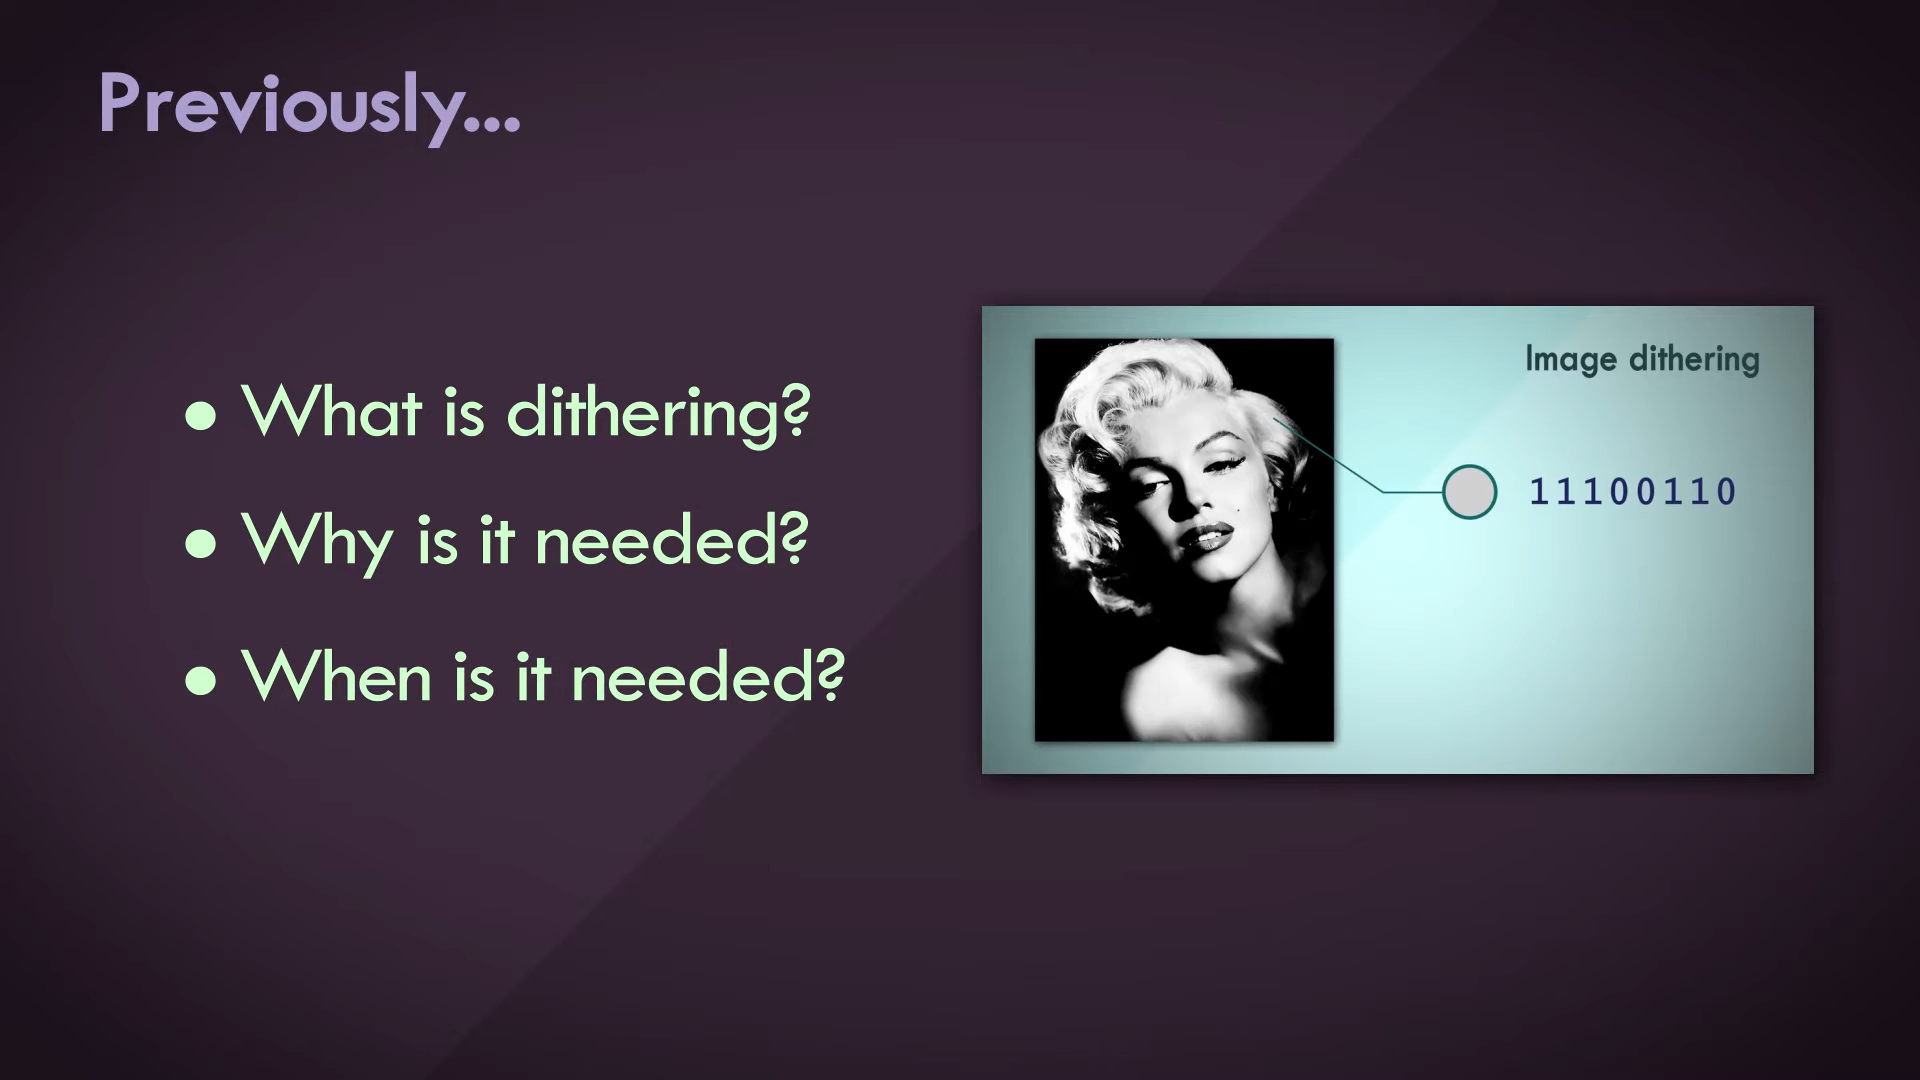 Previously...
• What is dithering?
• Why is it needed?
• When is it needed?
Image dithering
11100110